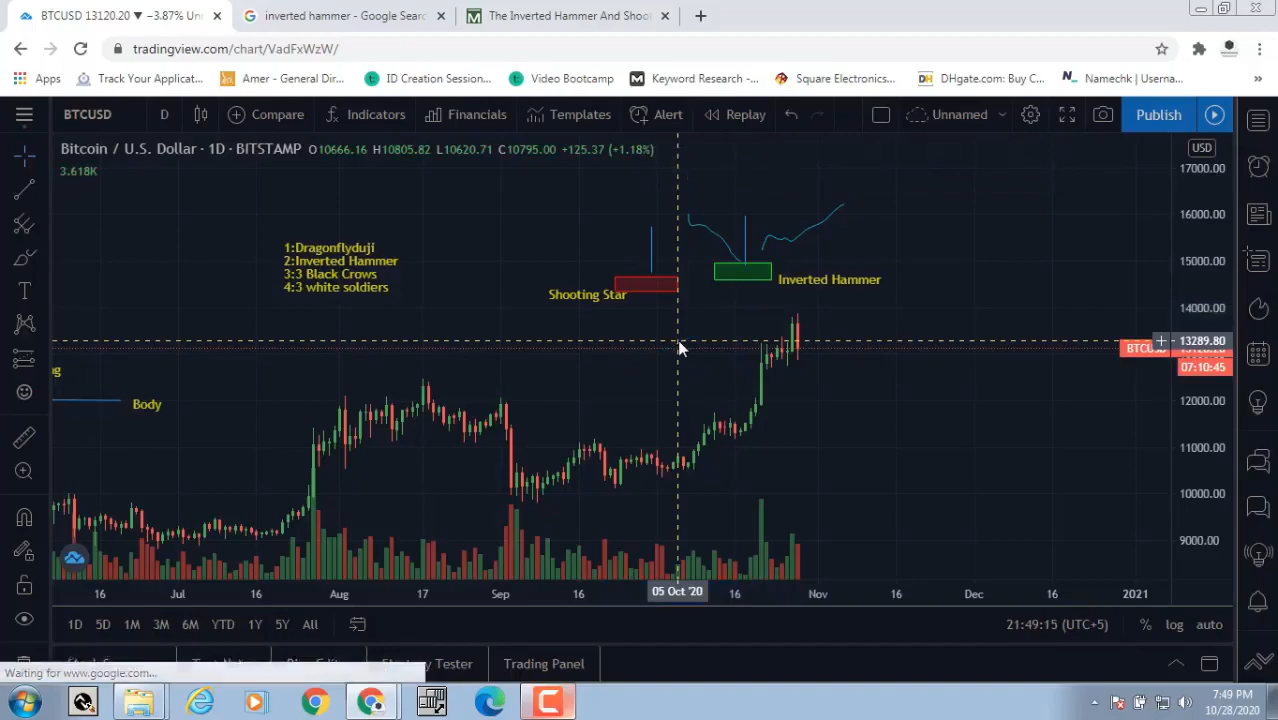 BTCUSD 13120.20 ▼ −3.87% Un
inverted hammer - Google Sear
The Inverted Hammer And Shoo
tradingview.com/chart/VadFxWzW/
Apps
Track Your Applicat...
Amer - General Dir...
ID Creation Session...
Video Bootcamp
Keyword Research -...
Square Electronics...
DHgate.com: Buy C...
Namechk | Userna...
»
BTCUSD
D
Compare
Indicators
Financials
Templates
Alert
Replay
Unnamed
Publish
Bitcoin / U.S. Dollar · 1D · BITSTAMP O10666.16 H10805.82 L10620.71 C10795.00 +125.37 (+1.18%)
3.618K
USD
17000.00
16000.00
15000.00
14000.00
13289.80
07:10:45
12000.00
11000.00
10000.00
9000.00
1:Dragonflyduji
2:Inverted Hammer
3:3 Black Crows
4:3 white soldiers
Shooting Star
Inverted Hammer
Body
16 Jul 16 Aug 17 Sep 16 05 Oct '20 16 Nov 16 Dec 16 2021
1D 5D 1M 3M 6M YTD 1Y 5Y All
21:49:15 (UTC+5) % log auto
Tester
Trading Panel
Waiting for www.google.com...
7:49 PM
10/28/2020